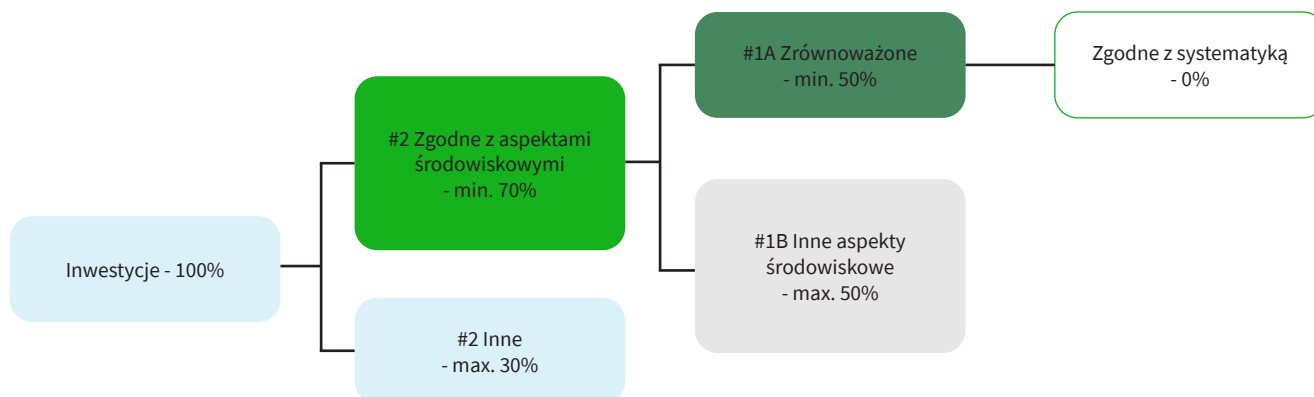 Inwestycje - 100%
#2 Zgodne z aspektami
środowiskowymi
- min. 70%
#2 Inne
- max. 30%
#1A Zrównoważone
- min. 50%
#1B Inne aspekty
środowiskowe
- max. 50%
Zgodne z systematyką
- 0%